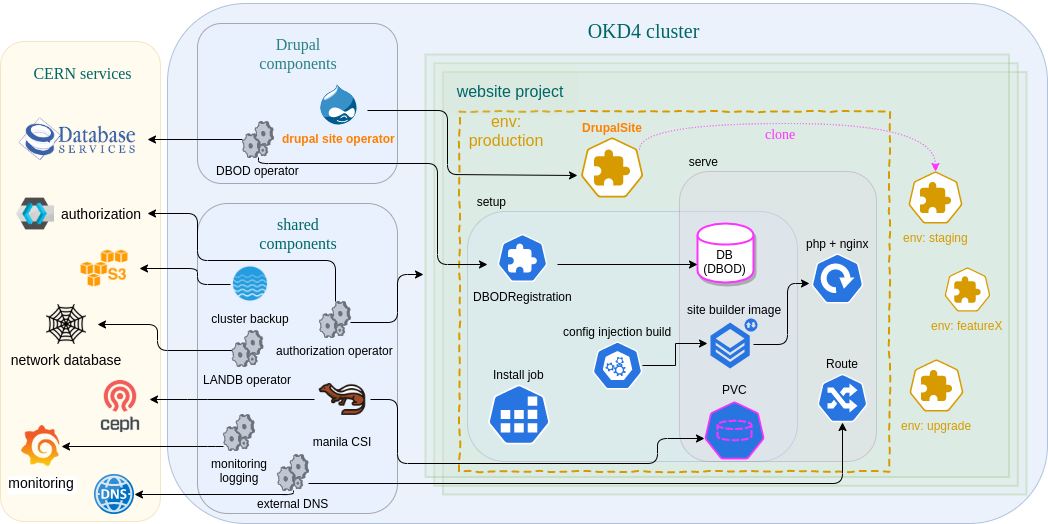 OKD4 cluster
CERN services
Database
SERVICES
authorization
S3
network database
ceph
monitoring
DNS
Drupal
components
drupal site operator
DBOD operator
shared
components
cluster backup
authorization operator
LANDB operator
manila CSI
monitoring
logging
external DNS
website project
env:
production
DrupalSite
clone
serve
setup
DBODRegistration
DB
(DBOD)
php + nginx
site builder image
config injection build
Install job
PVC
Route
env: staging
env: featureX
env: upgrade